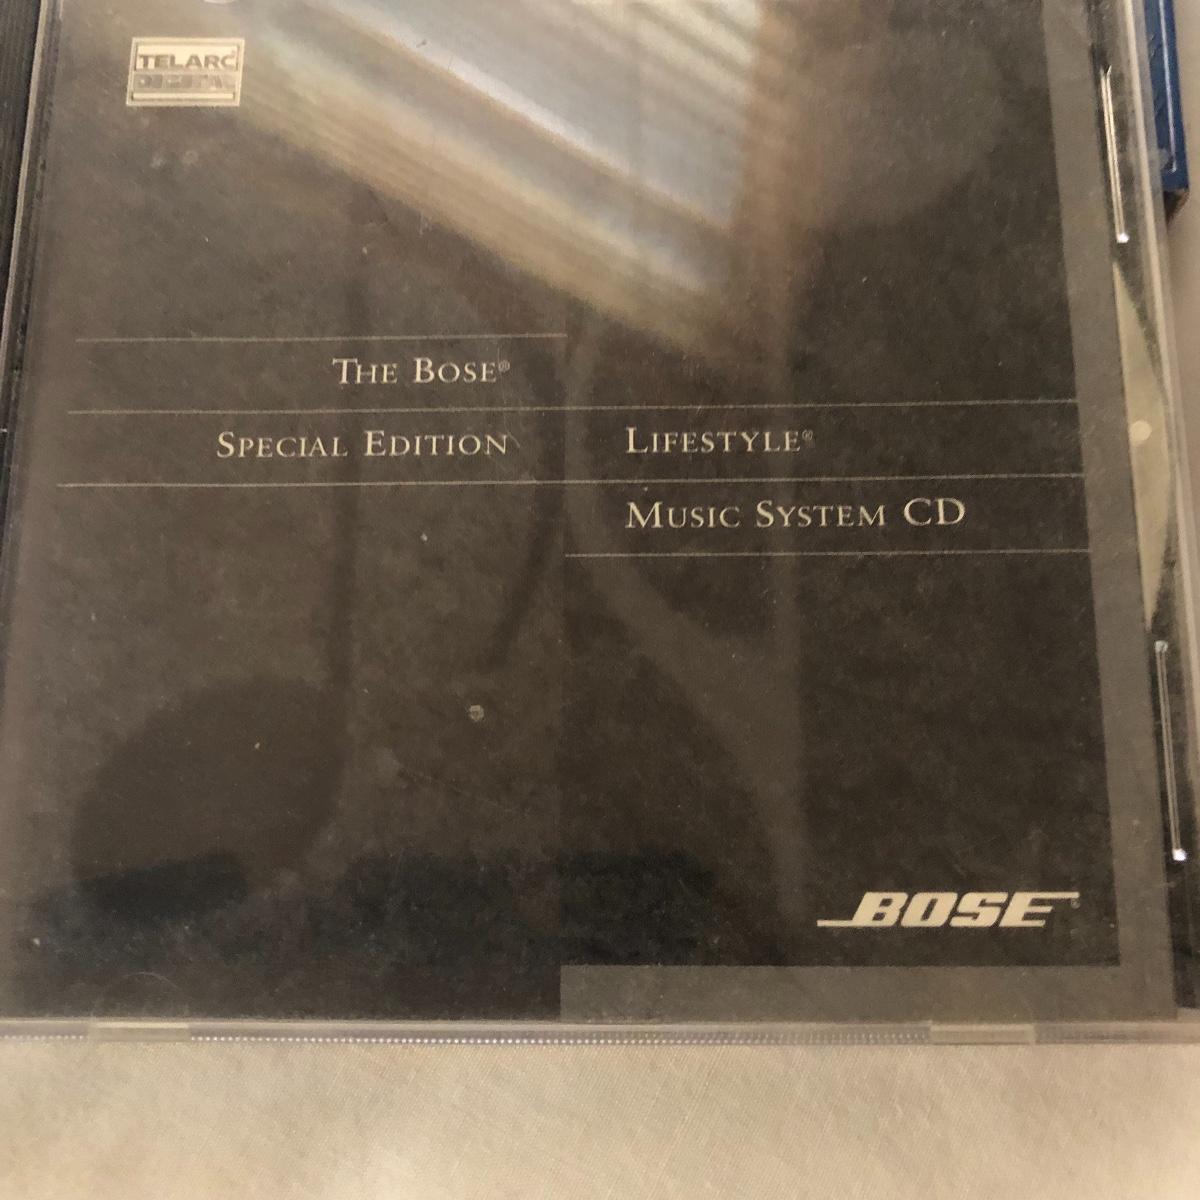 TELARC®
DIGITAL
THE BOSE®
SPECIAL EDITION LIFESTYLE®
MUSIC SYSTEM CD
BOSE®